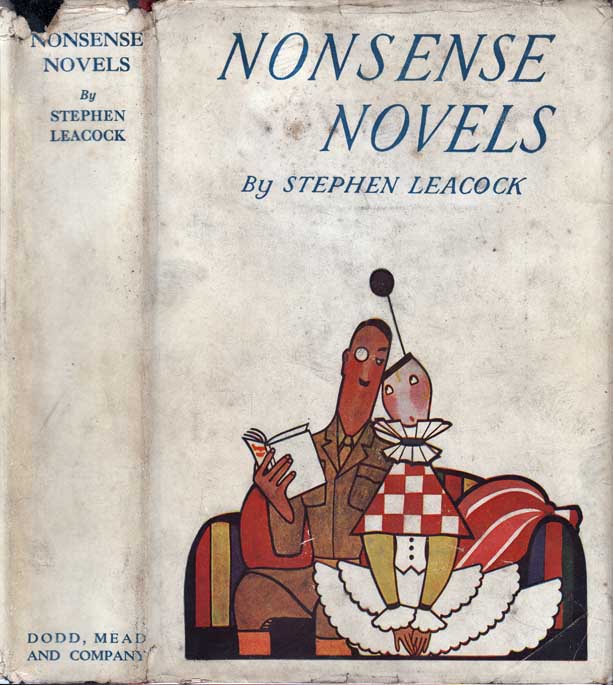 NONSENSE
NOVELS
By
STEPHEN
LEACOCK
DODD, MEAD
AND COMPANY
NONSENSE
NOVELS
By STEPHEN LEACOCK